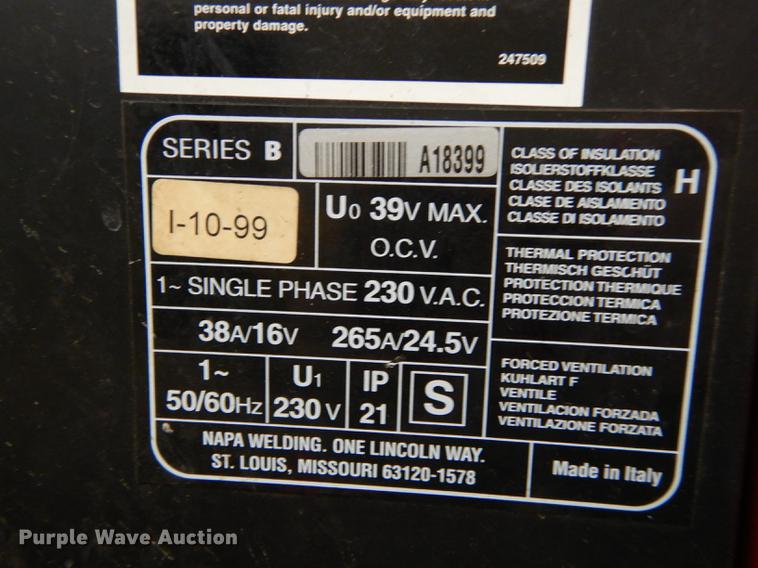 personal or fatal injury and/or equipment and
property damage.
247509
SERIES B
A18399
I-10-99
U0 39V MAX.
O.C.V.
1~ SINGLE PHASE 230 V.A.C.
38A/16V 265A/24.5V
1~
50/60Hz
U1
230 V
IP
21
S
NAPA WELDING. ONE LINCOLN WAY.
ST. LOUIS, MISSOURI 63120-1578
CLASS OF INSULATION
ISOLIERSTOFFKLASSE
CLASSE DES ISOLANTS
CLASE DE AISLAMIENTO
CLASSE DI ISOLAMENTO
H
THERMAL PROTECTION
THERMISCH GESCHÜT
PROTECTION THERMIQUE
PROTECCION TERMICA
PROTEZIONE TERMICA
FORCED VENTILATION
KUHLART F
VENTILE
VENTILACION FORZADA
VENTILAZIONE FORZATA
Made in Italy
Purple Wave Auction